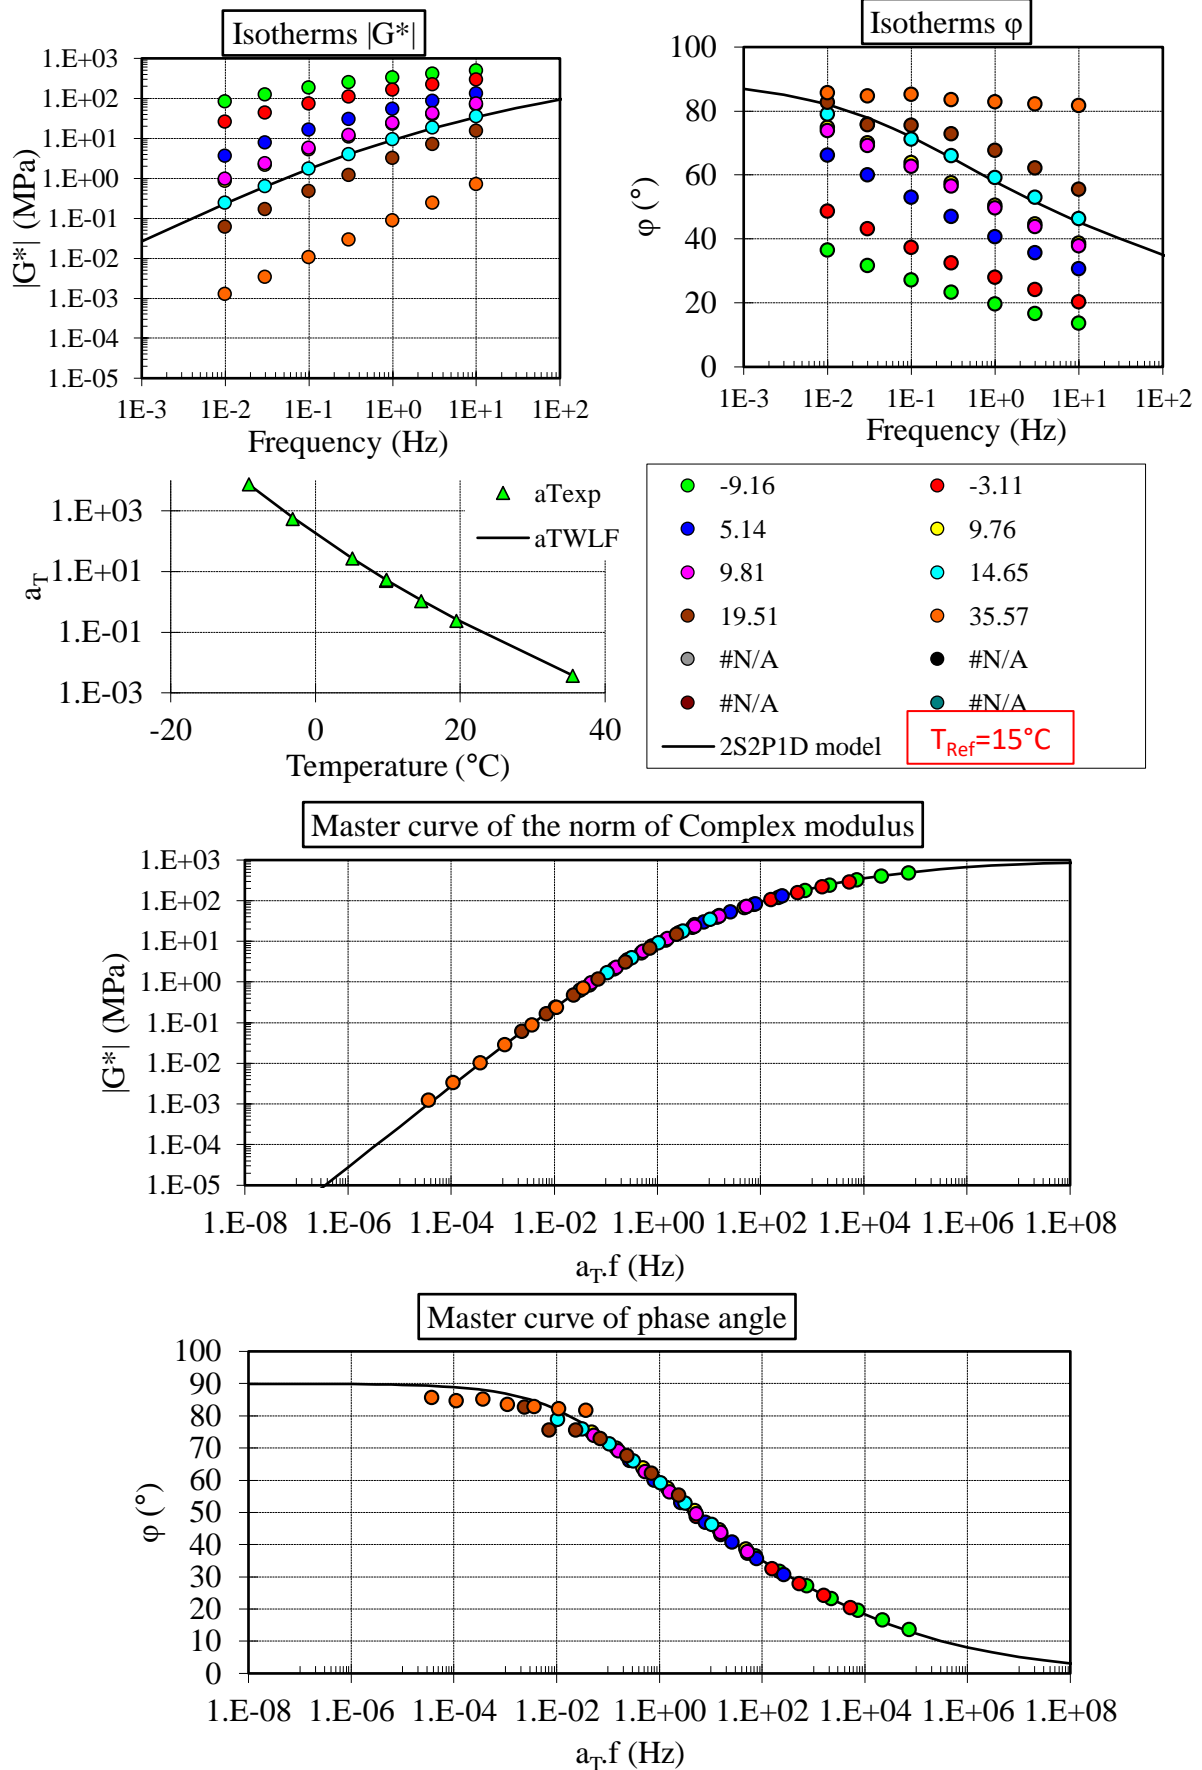 Isotherms |G*|
1.E+03
1.E+02
1.E+01
1.E+00
1.E-01
1.E-02
1.E-03
1.E-04
1.E-05
|G*| (MPa)
1E-3 1E-2 1E-1 1E+0 1E+1 1E+2
Frequency (Hz)
Isotherms φ
100
80
60
40
20
0
φ (°)
1E-3 1E-2 1E-1 1E+0 1E+1 1E+2
Frequency (Hz)
1.E+03
1.E+01
1.E-01
1.E-03
aT
-20 0 20 40
Temperature (°C)
aTexp
aTWLF
-9.16 -3.11
5.14 9.76
9.81 14.65
19.51 35.57
#N/A #N/A
#N/A #N/A
2S2P1D model
TRef=15°C
Master curve of the norm of Complex modulus
1.E+03
1.E+02
1.E+01
1.E+00
1.E-01
1.E-02
1.E-03
1.E-04
1.E-05
|G*| (MPa)
1.E-08 1.E-06 1.E-04 1.E-02 1.E+00 1.E+02 1.E+04 1.E+06 1.E+08
aT.f (Hz)
Master curve of phase angle
100
90
80
70
60
50
40
30
20
10
0
φ (°)
1.E-08 1.E-06 1.E-04 1.E-02 1.E+00 1.E+02 1.E+04 1.E+06 1.E+08
aT.f (Hz)